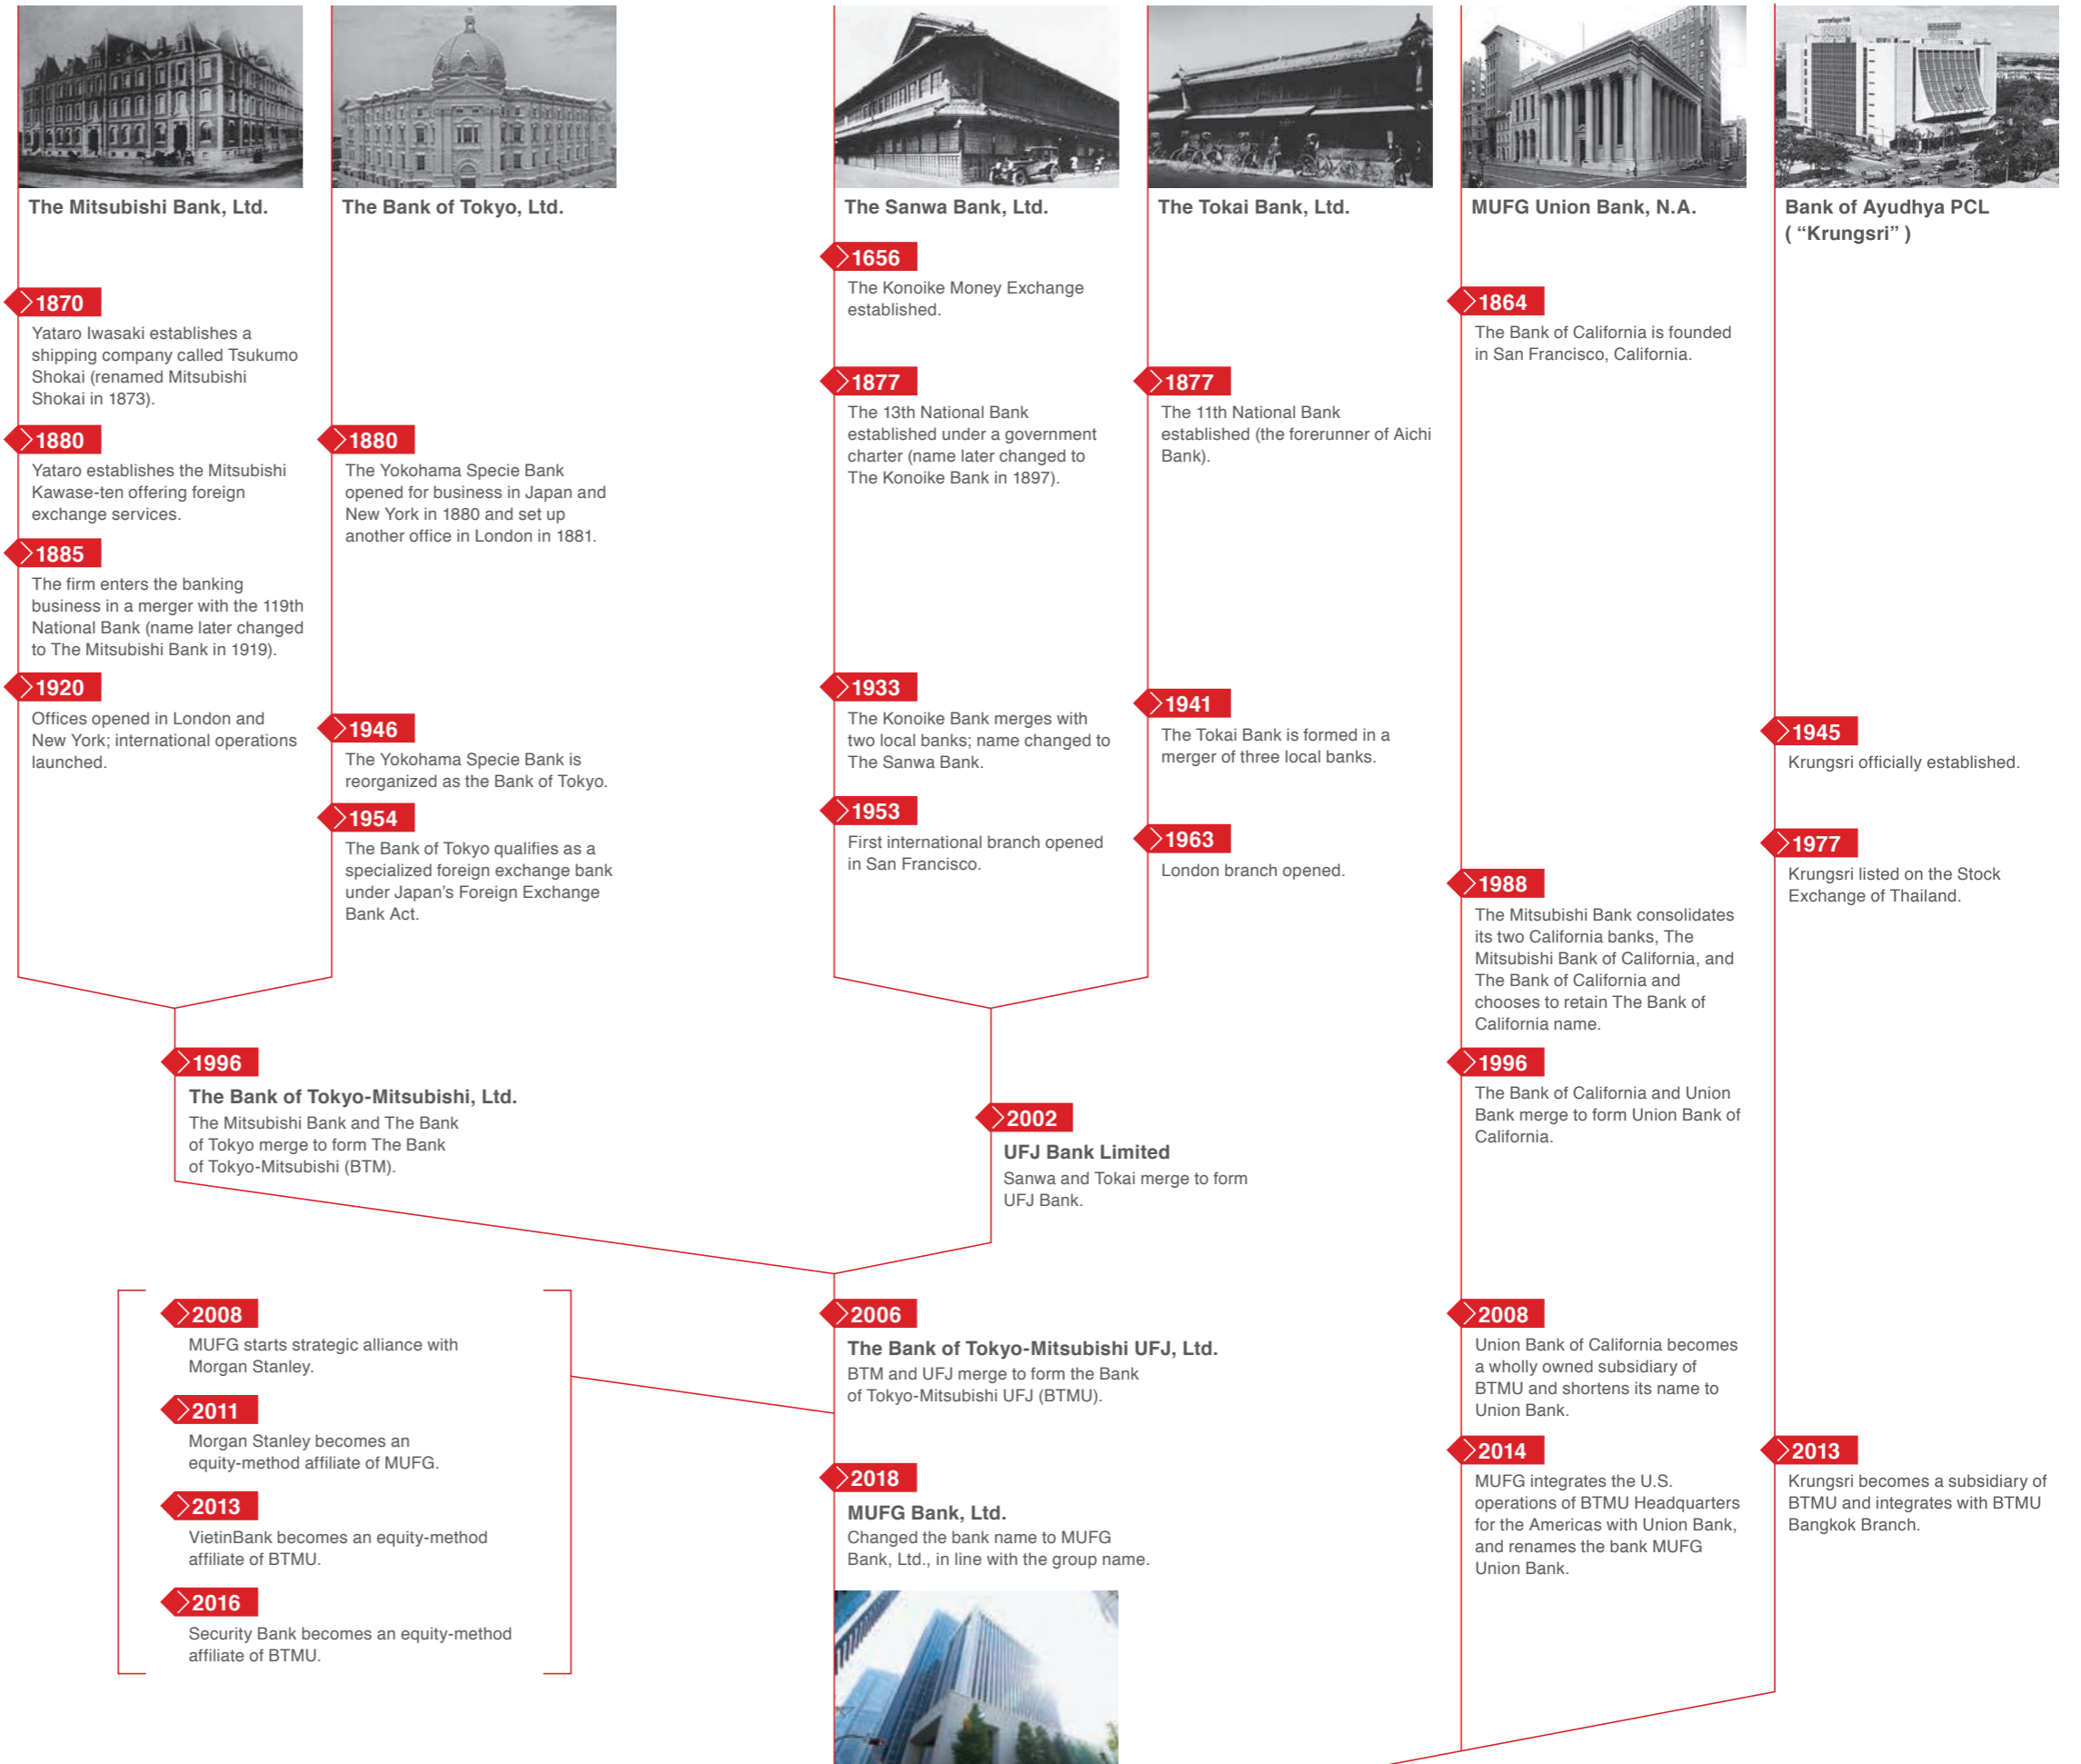 The Mitsubishi Bank, Ltd.
1870
Yataro Iwasaki establishes a
shipping company called Tsukumo
Shokai (renamed Mitsubishi
Shokai in 1873).
1880
Yataro establishes the Mitsubishi
Kawase-ten offering foreign
exchange services.
1885
The firm enters the banking
business in a merger with the 119th
National Bank (name later changed
to The Mitsubishi Bank in 1919).
1920
Offices opened in London and
New York; international operations
launched.
The Bank of Tokyo, Ltd.
1880
The Yokohama Specie Bank
opened for business in Japan and
New York in 1880 and set up
another office in London in 1881.
1946
The Yokohama Specie Bank is
reorganized as the Bank of Tokyo.
1954
The Bank of Tokyo qualifies as a
specialized foreign exchange bank
under Japan's Foreign Exchange
Bank Act.
The Sanwa Bank, Ltd.
1656
The Konoike Money Exchange
established.
1877
The 13th National Bank
established under a government
charter (name later changed to
The Konoike Bank in 1897).
1933
The Konoike Bank merges with
two local banks; name changed to
The Sanwa Bank.
1953
First international branch opened
in San Francisco.
The Tokai Bank, Ltd.
1877
The 11th National Bank
established (the forerunner of Aichi
Bank).
1941
The Tokai Bank is formed in a
merger of three local banks.
1963
London branch opened.
MUFG Union Bank, N.A.
1864
The Bank of California is founded
in San Francisco, California.
1988
The Mitsubishi Bank consolidates
its two California banks, The
Mitsubishi Bank of California, and
The Bank of California and
chooses to retain The Bank of
California name.
1996
The Bank of California and Union
Bank merge to form Union Bank of
California.
2008
Union Bank of California becomes
a wholly owned subsidiary of
BTMU and shortens its name to
Union Bank.
2014
MUFG integrates the U.S.
operations of BTMU Headquarters
for the Americas with Union Bank,
and renames the bank MUFG
Union Bank.
Bank of Ayudhya PCL
( “Krungsri” )
1945
Krungsri officially established.
1977
Krungsri listed on the Stock
Exchange of Thailand.
2013
Krungsri becomes a subsidiary of
BTMU and integrates with BTMU
Bangkok Branch.
1996
The Bank of Tokyo-Mitsubishi, Ltd.
The Mitsubishi Bank and The Bank
of Tokyo merge to form The Bank
of Tokyo-Mitsubishi (BTM).
2002
UFJ Bank Limited
Sanwa and Tokai merge to form
UFJ Bank.
2008
MUFG starts strategic alliance with
Morgan Stanley.
2011
Morgan Stanley becomes an
equity-method affiliate of MUFG.
2013
VietinBank becomes an equity-method
affiliate of BTMU.
2016
Security Bank becomes an equity-method
affiliate of BTMU.
2006
The Bank of Tokyo-Mitsubishi UFJ, Ltd.
BTM and UFJ merge to form the Bank
of Tokyo-Mitsubishi UFJ (BTMU).
2018
MUFG Bank, Ltd.
Changed the bank name to MUFG
Bank, Ltd., in line with the group name.